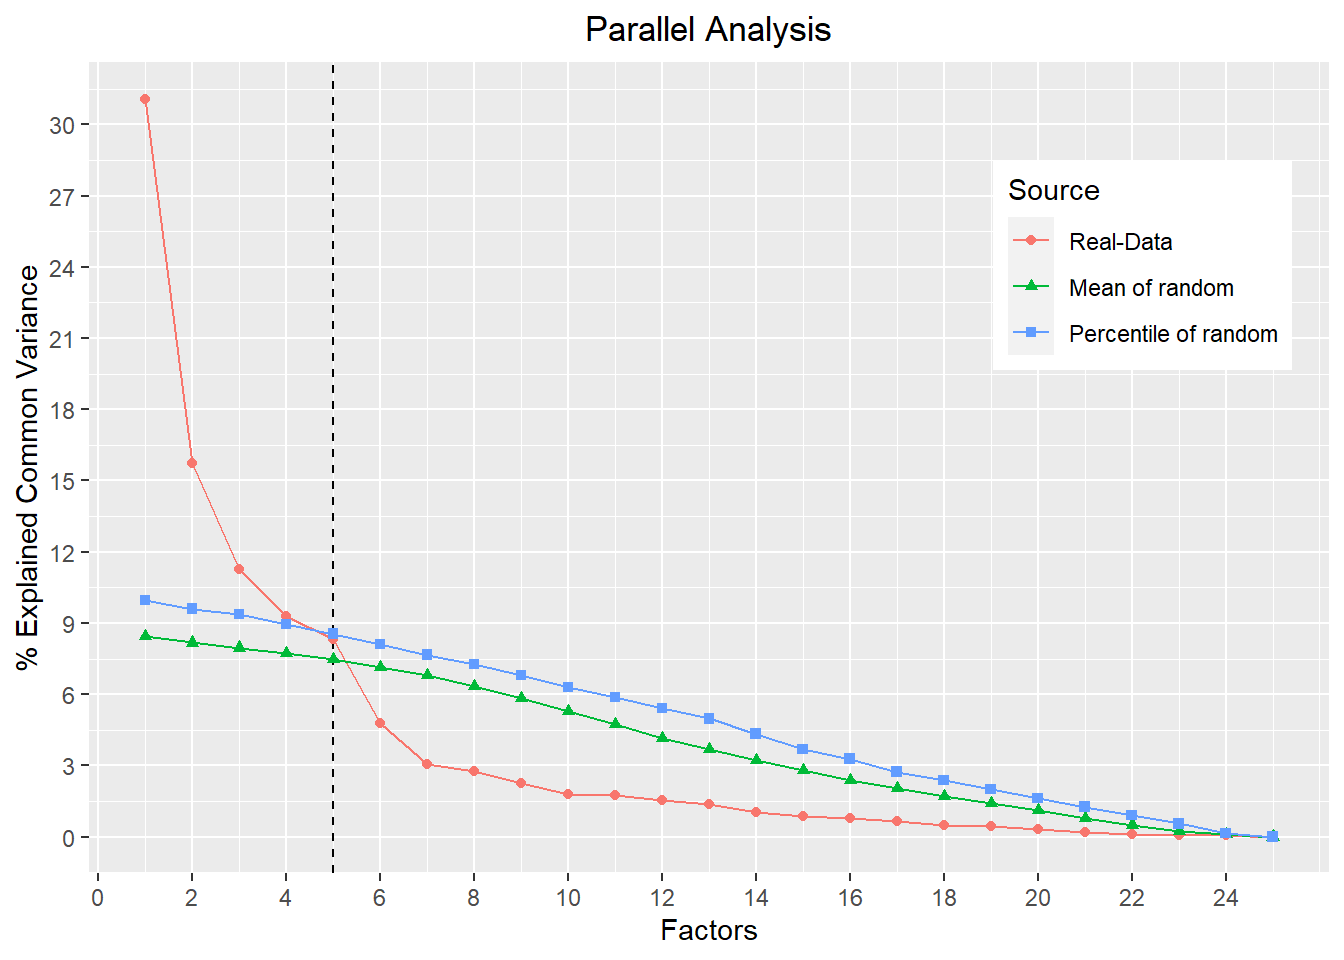 Parallel Analysis
% Explained Common Variance
30
27
24
21
18
15
12
9
6
3
0
Source
Real-Data
Mean of random
Percentile of random
0 2 4 6 8 10 12 14 16 18 20 22 24
Factors